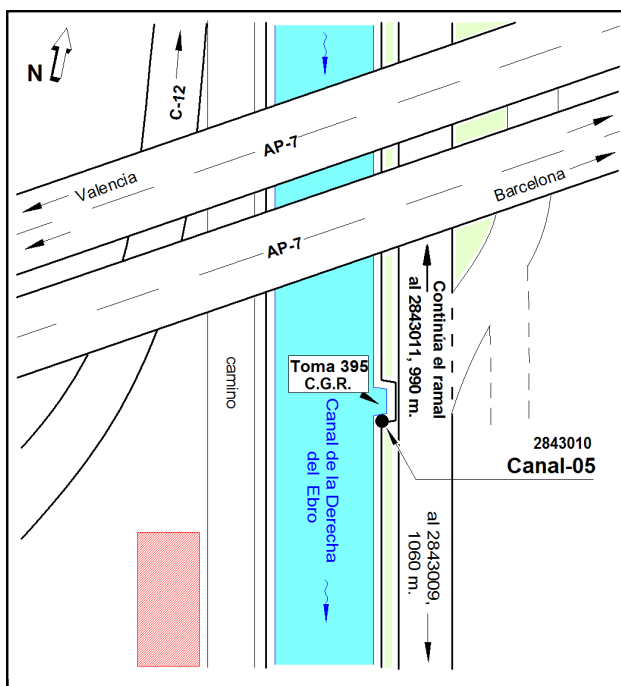 N
C-12
AP-7
Valencia
Barcelona
AP-7
Continúa el ramal
al 2843011, 990 m.
Toma 395
C.G.R.
camino
Canal de la Derecha
del Ebro
2843010
Canal-05
al 2843009,
1060 m.